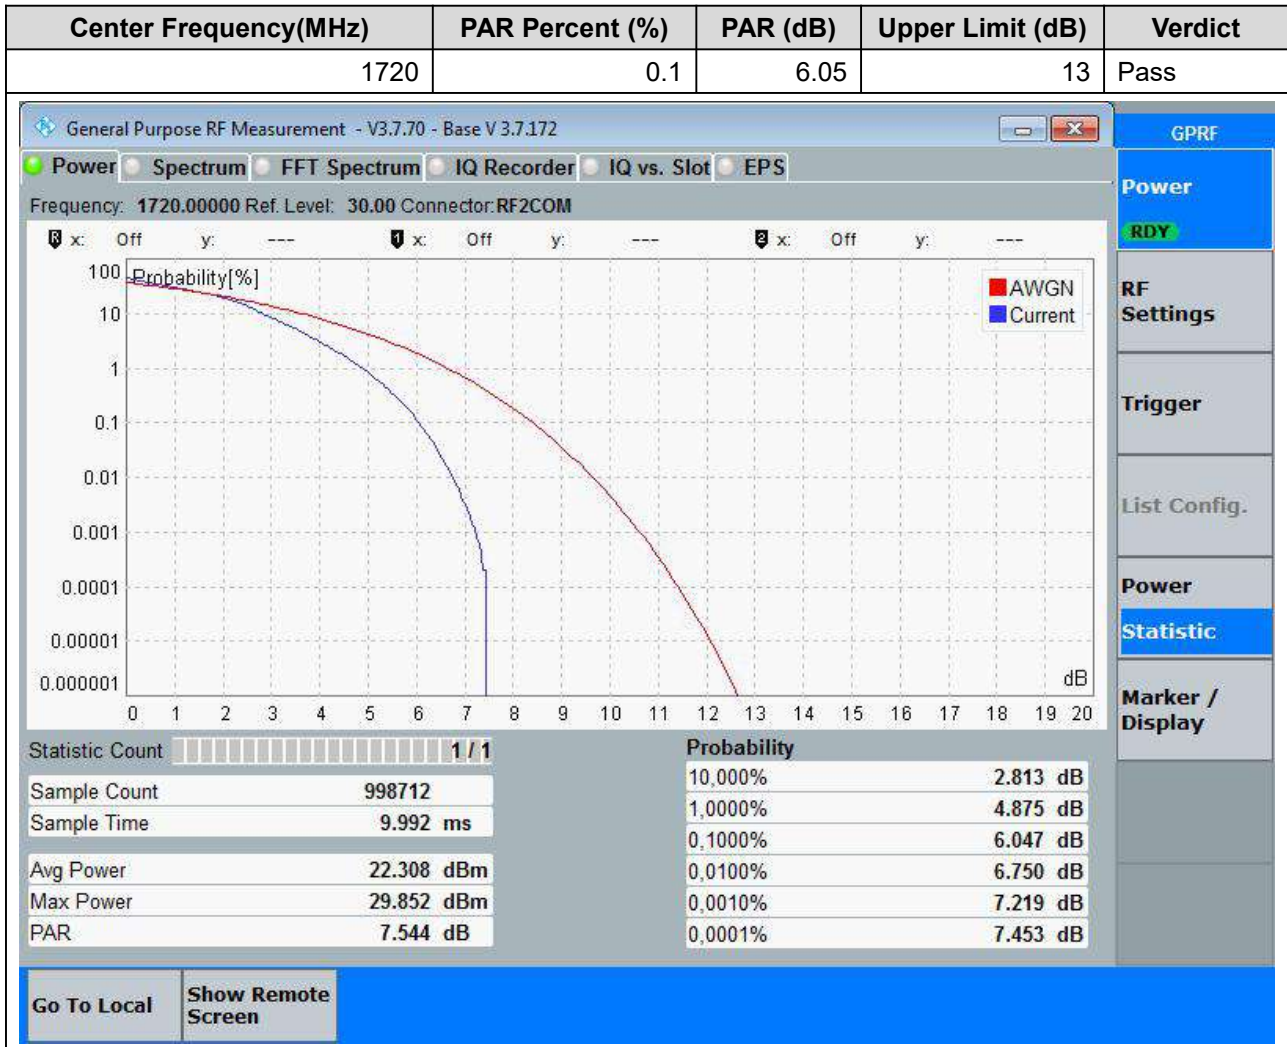 Center Frequency(MHz) PAR Percent (%) PAR (dB) Upper Limit (dB) Verdict
1720 0.1 6.05 13 Pass
General Purpose RF Measurement - V3.7.70 - Base V 3.7.172
GPRF
Power Spectrum FFT Spectrum IQ Recorder IQ vs. Slot EPS
Frequency: 1720.00000 Ref. Level: 30.00 Connector:RF2COM
R x: Off y: --- 1 x: Off y: --- 2 x: Off y: ---
Power
RDY
RF
Settings
Trigger
List Config.
Power
Statistic
Marker /
Display
Probability[%]
AWGN
Current
100
10
1
0.1
0.01
0.001
0.0001
0.00001
0.000001
dB
0 1 2 3 4 5 6 7 8 9 10 11 12 13 14 15 16 17 18 19 20
Statistic Count 1 / 1
Sample Count 998712
Sample Time 9.992 ms
Avg Power 22.308 dBm
Max Power 29.852 dBm
PAR 7.544 dB
Probability
10,000% 2.813 dB
1,0000% 4.875 dB
0,1000% 6.047 dB
0,0100% 6.750 dB
0,0010% 7.219 dB
0,0001% 7.453 dB
Go To Local
Show Remote
Screen